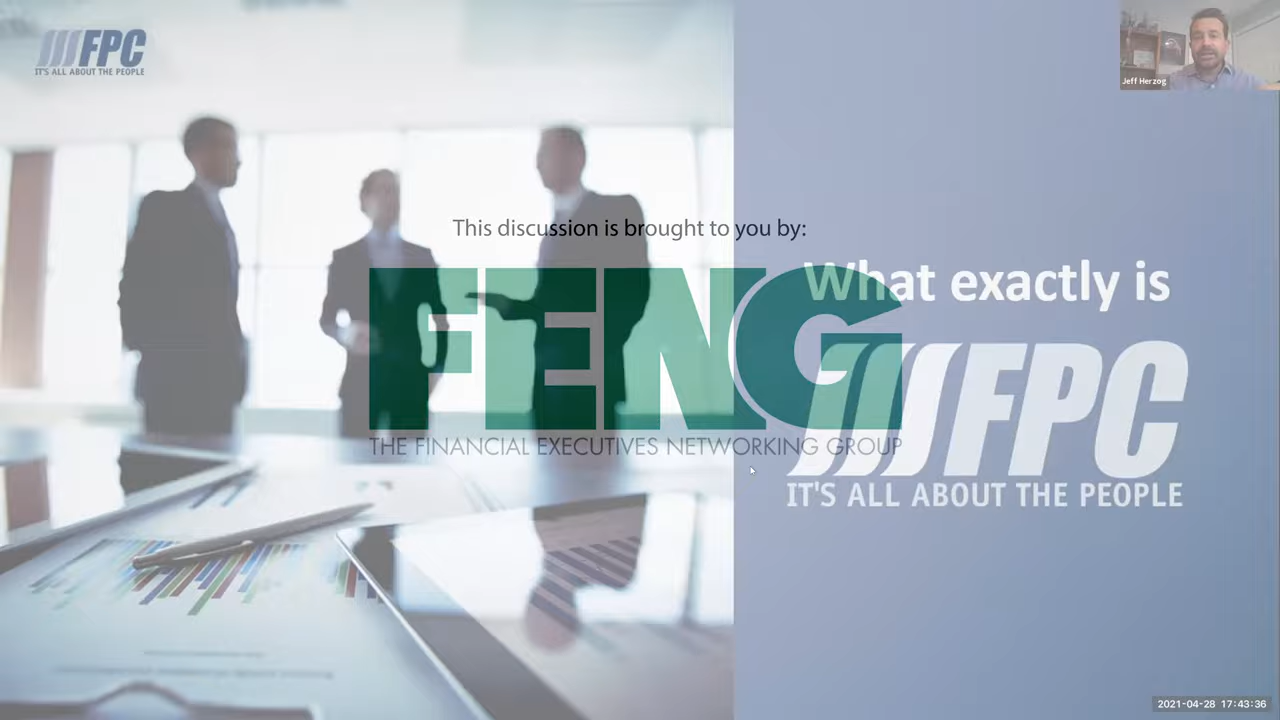 FPC
IT'S ALL ABOUT THE PEOPLE
Jeff Herzog
This discussion is brought to you by:
FENG
THE FINANCIAL EXECUTIVES NETWORKING GROUP
What exactly is
FPC
IT'S ALL ABOUT THE PEOPLE
2021-04-28 17:43:36